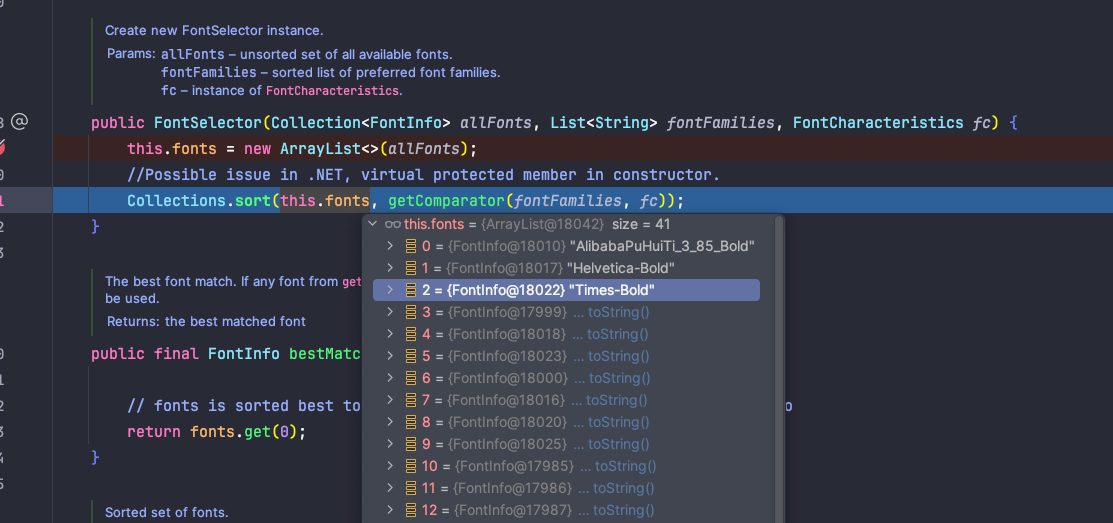 Create new FontSelector instance.
Params: allFonts – unsorted set of all available fonts.
fontFamilies – sorted list of preferred font families.
fc – instance of FontCharacteristics.
public FontSelector(Collection<FontInfo> allFonts, List<String> fontFamilies, FontCharacteristics fc) {
this.fonts = new ArrayList<>(allFonts);
//Possible issue in .NET, virtual protected member in constructor.
Collections.sort(this.fonts, getComparator(fontFamilies, fc));
}
this.fonts = {ArrayList@18042} size = 41
0 = {FontInfo@18010} "AlibabaPuHuiTi_3_85_Bold"
1 = {FontInfo@18017} "Helvetica-Bold"
The best font match. If any font from get
2 = {FontInfo@18022} "Times-Bold"
be used.
3 = {FontInfo@17999} ... toString()
Returns: the best matched font
4 = {FontInfo@18018} ... toString()
public final FontInfo bestMatc
5 = {FontInfo@18023} ... toString()
6 = {FontInfo@18000} ... toString()
7 = {FontInfo@18016} ... toString()
// fonts is sorted best to
8 = {FontInfo@18020} ... toString()
return fonts.get(0);
9 = {FontInfo@18025} ... toString()
}
10 = {FontInfo@17985} ... toString()
11 = {FontInfo@17986} ... toString()
Sorted set of fonts.
12 = {FontInfo@17987} ... toString()